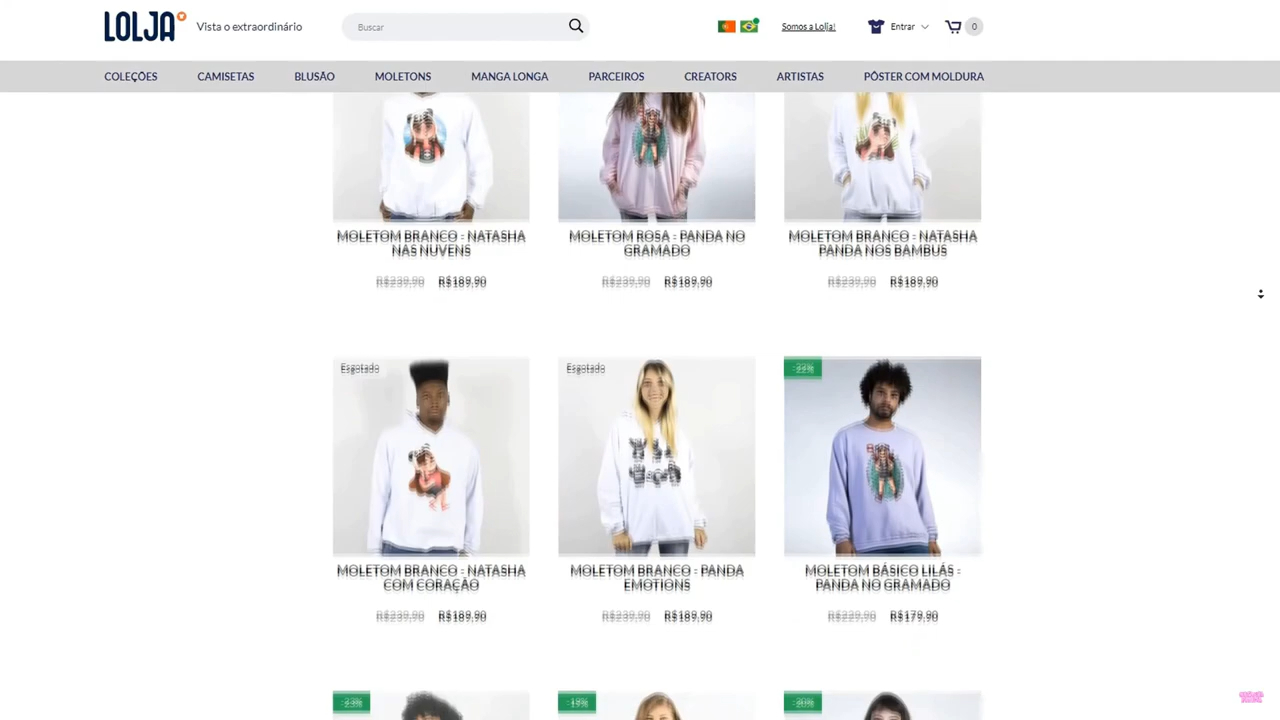 LOLJA
Vista o extraordinário
Buscar
Somos a Lolja!
Entrar
0
COLEÇÕES
CAMISETAS
BLUSÃO
MOLETONS
MANGA LONGA
PARCEIROS
CREATORS
ARTISTAS
PÔSTER COM MOLDURA
MOLETOM BRANCO - NATASHA
NAS NUVENS
R$239,90 R$189,90
MOLETOM ROSA - PANDA NO
GRAMADO
R$239,90 R$189,90
MOLETOM BRANCO - NATASHA
PANDA NOS BAMBUS
R$239,90 R$189,90
Esgotado
MOLETOM BRANCO - NATASHA
COM CORAÇÃO
R$239,90 R$189,90
Esgotado
MOLETOM BRANCO - PANDA
EMOTIONS
R$239,90 R$189,90
-22%
MOLETOM BÁSICO LILÁS -
PANDA NO GRAMADO
R$229,90 R$179,90